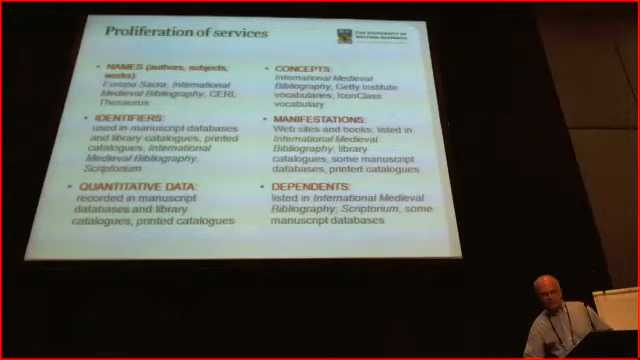 Proliferation of services
THE UNIVERSITY OF
WESTERN AUSTRALIA
• NAMES (authors, subjects,
works):
Europa Sacra, International
Medieval Bibliography, CERL
Thesaurus
• IDENTIFIERS:
used in manuscript databases
and library catalogues, printed
catalogues, International
Medieval Bibliography,
Scriptorium
• QUANTITATIVE DATA:
recorded in manuscript
databases and library
catalogues, printed catalogues
• CONCEPTS:
International Medieval
Bibliography, Getty Institute
vocabularies, IconClass
vocabulary
• MANIFESTATIONS:
Web sites and books, listed in
International Medieval
Bibliography, library
catalogues, some manuscript
databases, printed catalogues
• DEPENDENTS:
listed in International Medieval
Bibliography, Scriptorium, some
manuscript databases